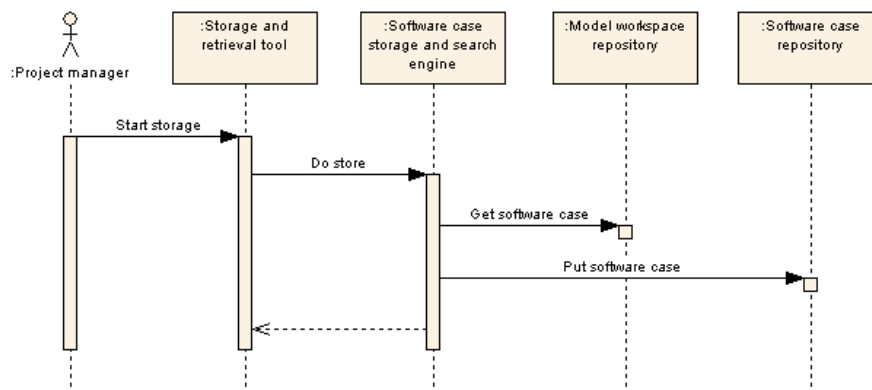 :Project manager
:Storage and
retrieval tool
:Software case
storage and search
engine
:Model workspace
repository
:Software case
repository
Start storage
Do store
Get software case
Put software case